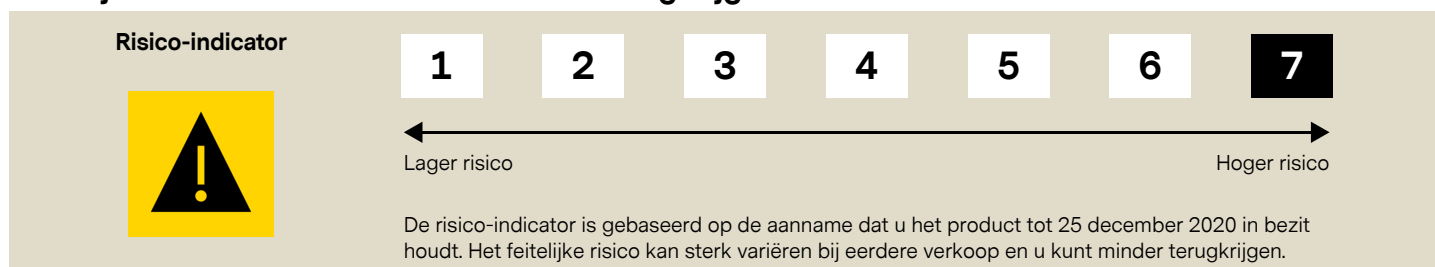 Risico-indicator
1 2 3 4 5 6 7
Lager risico Hoger risico
De risico-indicator is gebaseerd op de aanname dat u het product tot 25 december 2020 in bezit
houdt. Het feitelijke risico kan sterk variëren bij eerdere verkoop en u kunt minder terugkrijgen.